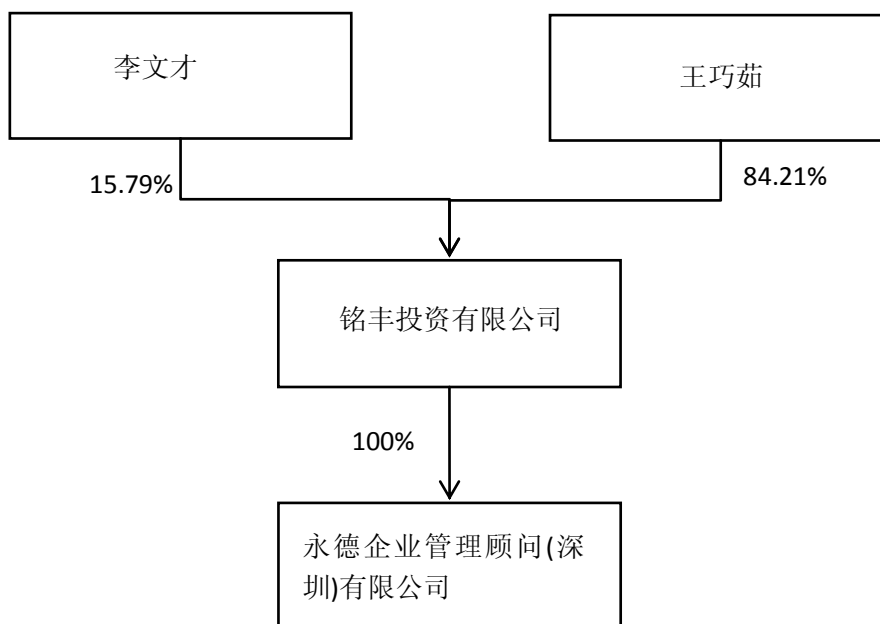 李文才
王巧茹
15.79%
84.21%
铭丰投资有限公司
100%
永德企业管理顾问(深
圳)有限公司